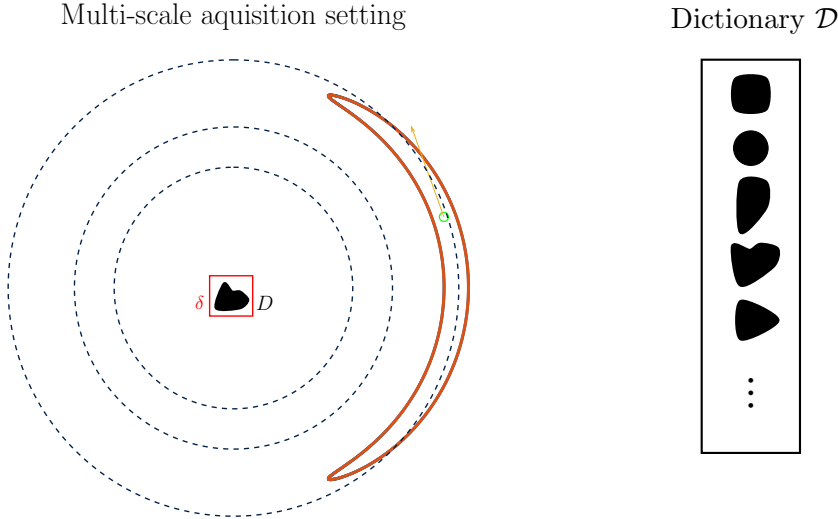 Multi-scale aquisition setting
Dictionary 𝒟
δ
D
⋮